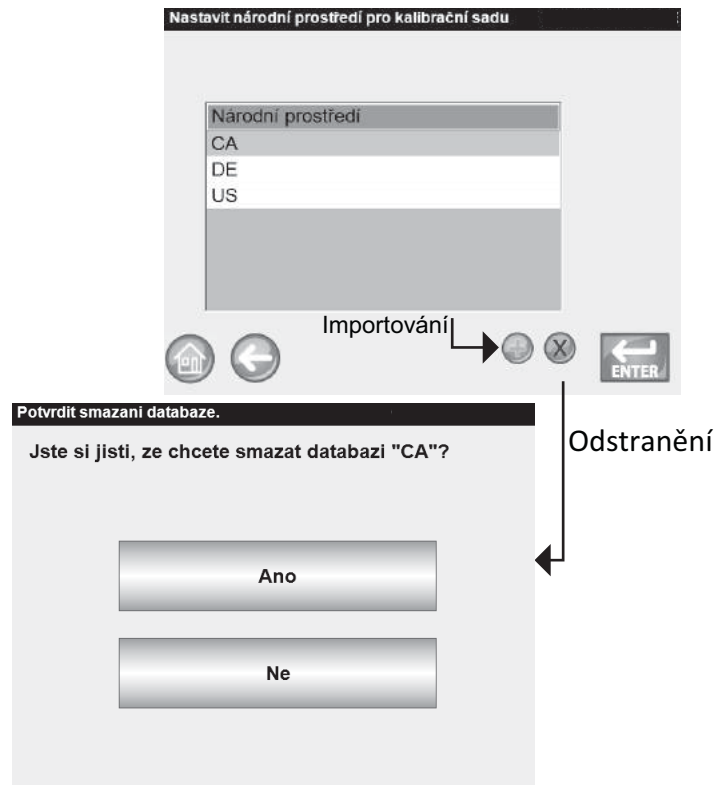 Nastavit národní prostředí pro kalibrační sadu
Národní prostředí
CA
DE
US
Importování
X
ENTER
Potvrdit smazani databaze.
Odstranění
Jste si jisti, ze chcete smazat databazi "CA"?
Ano
Ne